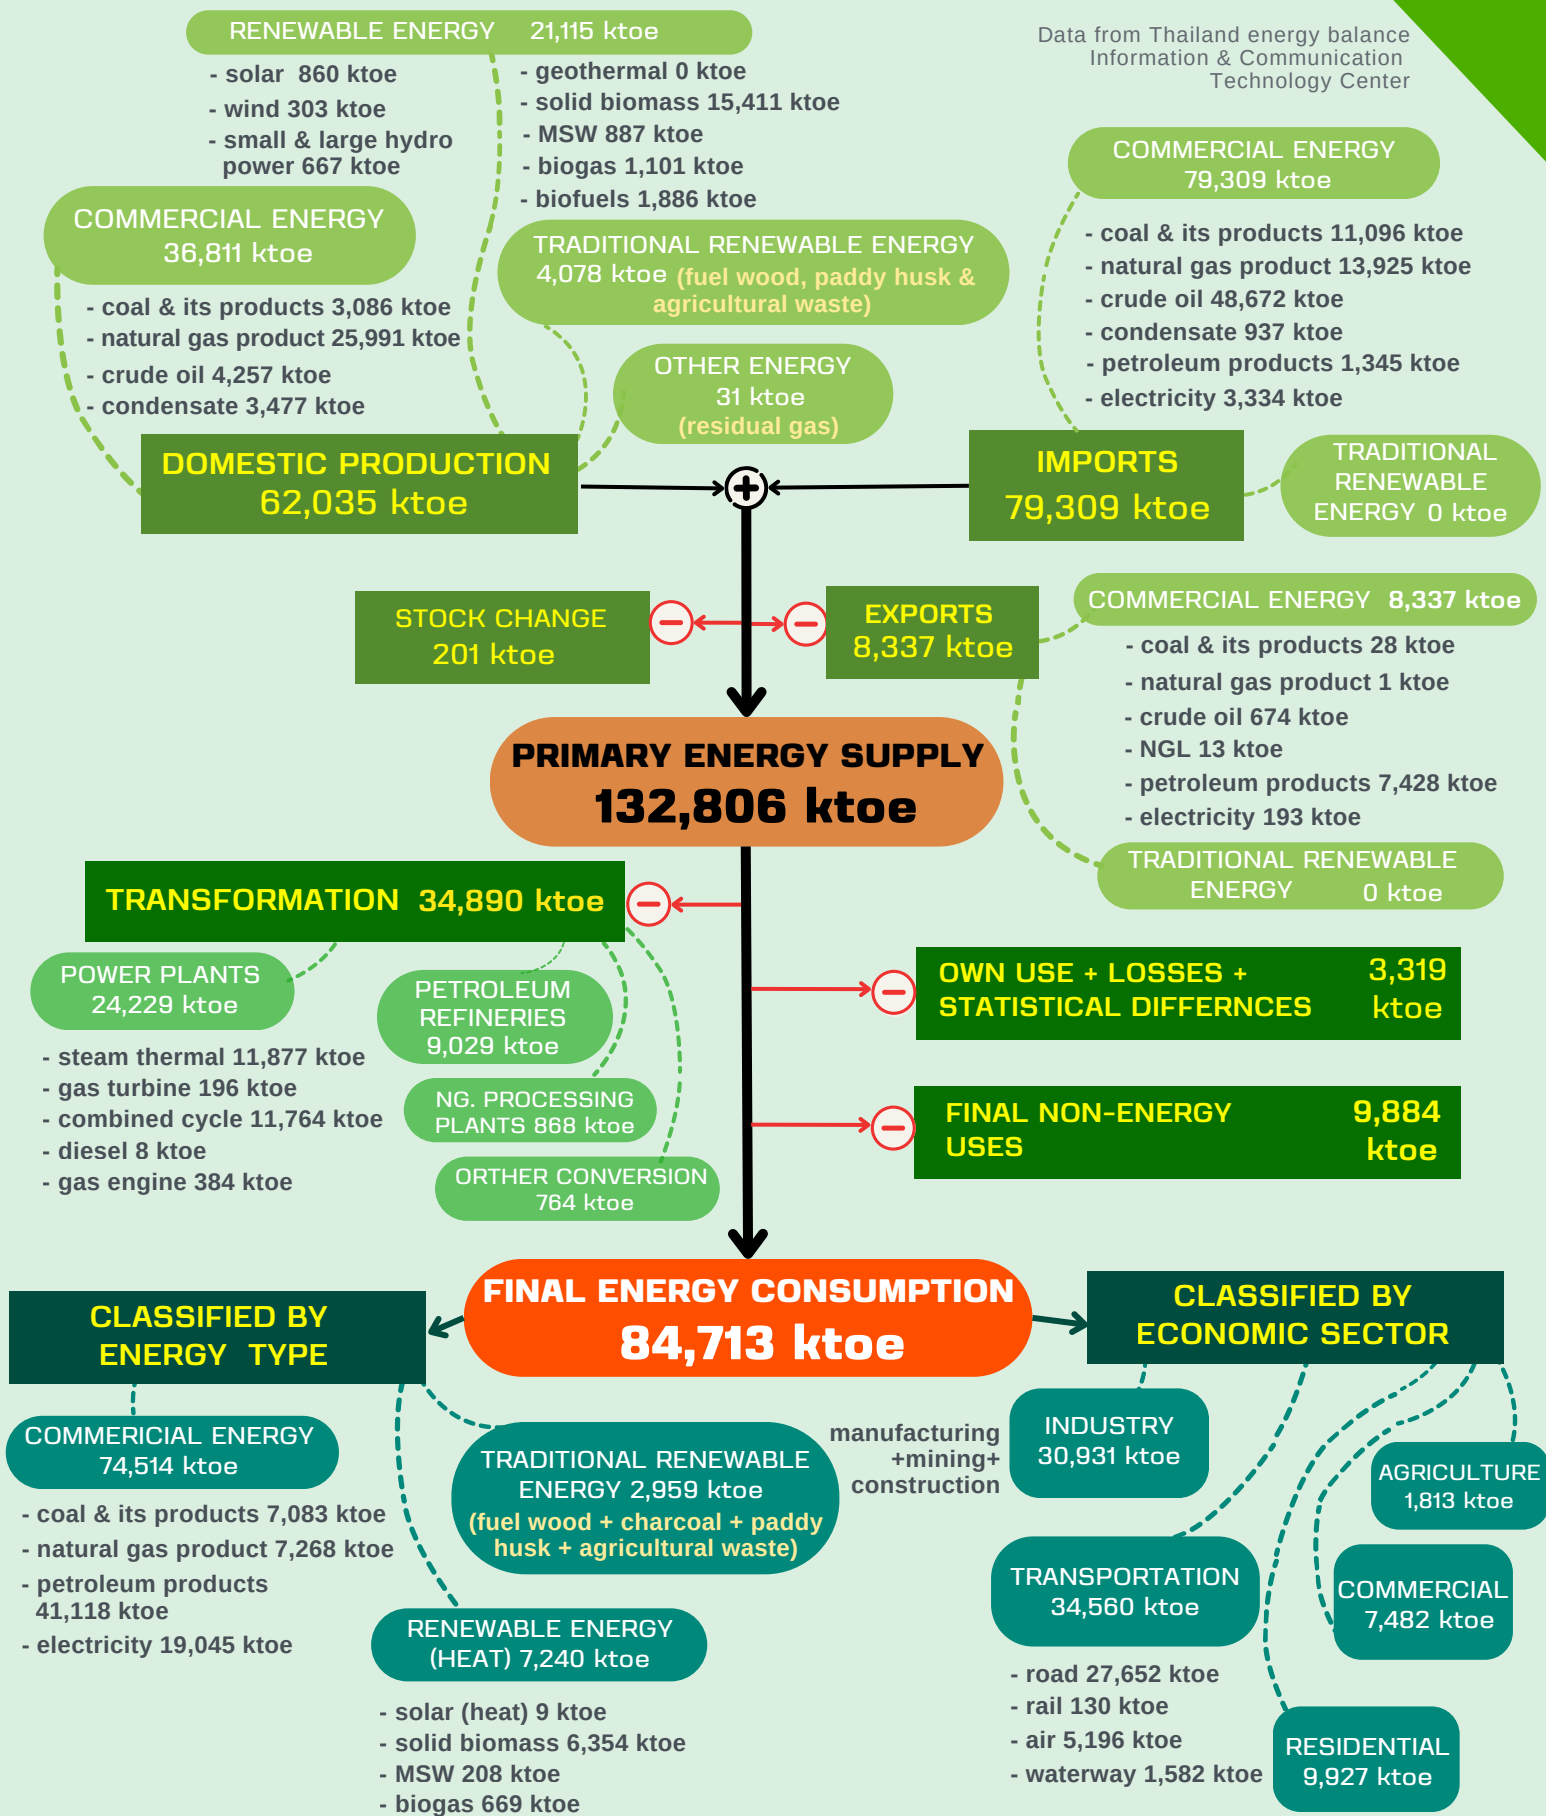 RENEWABLE ENERGY 21,115 ktoe
- solar 860 ktoe
- wind 303 ktoe
- small & large hydro
power 667 ktoe
- geothermal 0 ktoe
- solid biomass 15,411 ktoe
- MSW 887 ktoe
- biogas 1,101 ktoe
- biofuels 1,886 ktoe
Data from Thailand energy balance
Information & Communication
Technology Center
COMMERCIAL ENERGY
36,811 ktoe
- coal & its products 3,086 ktoe
- natural gas product 25,991 ktoe
- crude oil 4,257 ktoe
- condensate 3,477 ktoe
TRADITIONAL RENEWABLE ENERGY
4,078 ktoe (fuel wood, paddy husk &
agricultural waste)
OTHER ENERGY
31 ktoe
(residual gas)
COMMERCIAL ENERGY
79,309 ktoe
- coal & its products 11,096 ktoe
- natural gas product 13,925 ktoe
- crude oil 48,672 ktoe
- condensate 937 ktoe
- petroleum products 1,345 ktoe
- electricity 3,334 ktoe
DOMESTIC PRODUCTION
62,035 ktoe
IMPORTS
79,309 ktoe
TRADITIONAL
RENEWABLE
ENERGY 0 ktoe
STOCK CHANGE
201 ktoe
EXPORTS
8,337 ktoe
COMMERCIAL ENERGY 8,337 ktoe
- coal & its products 28 ktoe
- natural gas product 1 ktoe
- crude oil 674 ktoe
- NGL 13 ktoe
- petroleum products 7,428 ktoe
- electricity 193 ktoe
TRADITIONAL RENEWABLE
ENERGY 0 ktoe
PRIMARY ENERGY SUPPLY
132,806 ktoe
TRANSFORMATION 34,890 ktoe
POWER PLANTS
24,229 ktoe
- steam thermal 11,877 ktoe
- gas turbine 196 ktoe
- combined cycle 11,764 ktoe
- diesel 8 ktoe
- gas engine 384 ktoe
PETROLEUM
REFINERIES
9,029 ktoe
NG. PROCESSING
PLANTS 868 ktoe
ORTHER CONVERSION
764 ktoe
OWN USE + LOSSES +
STATISTICAL DIFFERNCES
3,319
ktoe
FINAL NON-ENERGY
USES
9,884
ktoe
FINAL ENERGY CONSUMPTION
84,713 ktoe
CLASSIFIED BY
ENERGY TYPE
COMMERICIAL ENERGY
74,514 ktoe
- coal & its products 7,083 ktoe
- natural gas product 7,268 ktoe
- petroleum products
41,118 ktoe
- electricity 19,045 ktoe
TRADITIONAL RENEWABLE
ENERGY 2,959 ktoe
(fuel wood + charcoal + paddy
husk + agricultural waste)
RENEWABLE ENERGY
(HEAT) 7,240 ktoe
- solar (heat) 9 ktoe
- solid biomass 6,354 ktoe
- MSW 208 ktoe
- biogas 669 ktoe
CLASSIFIED BY
ECONOMIC SECTOR
manufacturing
+mining+
construction
INDUSTRY
30,931 ktoe
AGRICULTURE
1,813 ktoe
TRANSPORTATION
34,560 ktoe
- road 27,652 ktoe
- rail 130 ktoe
- air 5,196 ktoe
- waterway 1,582 ktoe
COMMERCIAL
7,482 ktoe
RESIDENTIAL
9,927 ktoe